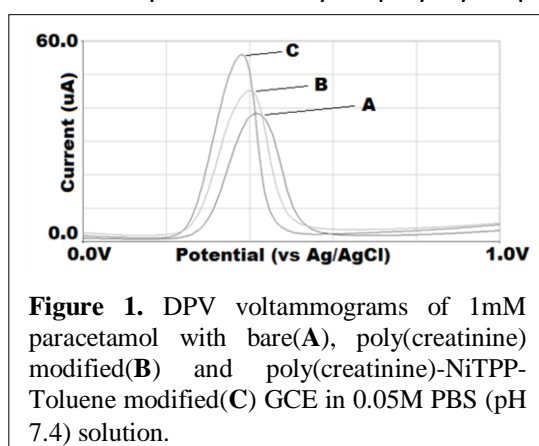 60.0
C
B
A
Current (uA)
0.0
0.0V
Potential (vs Ag/AgCl)
1.0V
Figure 1. DPV voltammograms of 1mM
paracetamol with bare(A), poly(creatinine)
modified(B) and poly(creatinine)-NiTPP-
Toluene modified(C) GCE in 0.05M PBS (pH
7.4) solution.